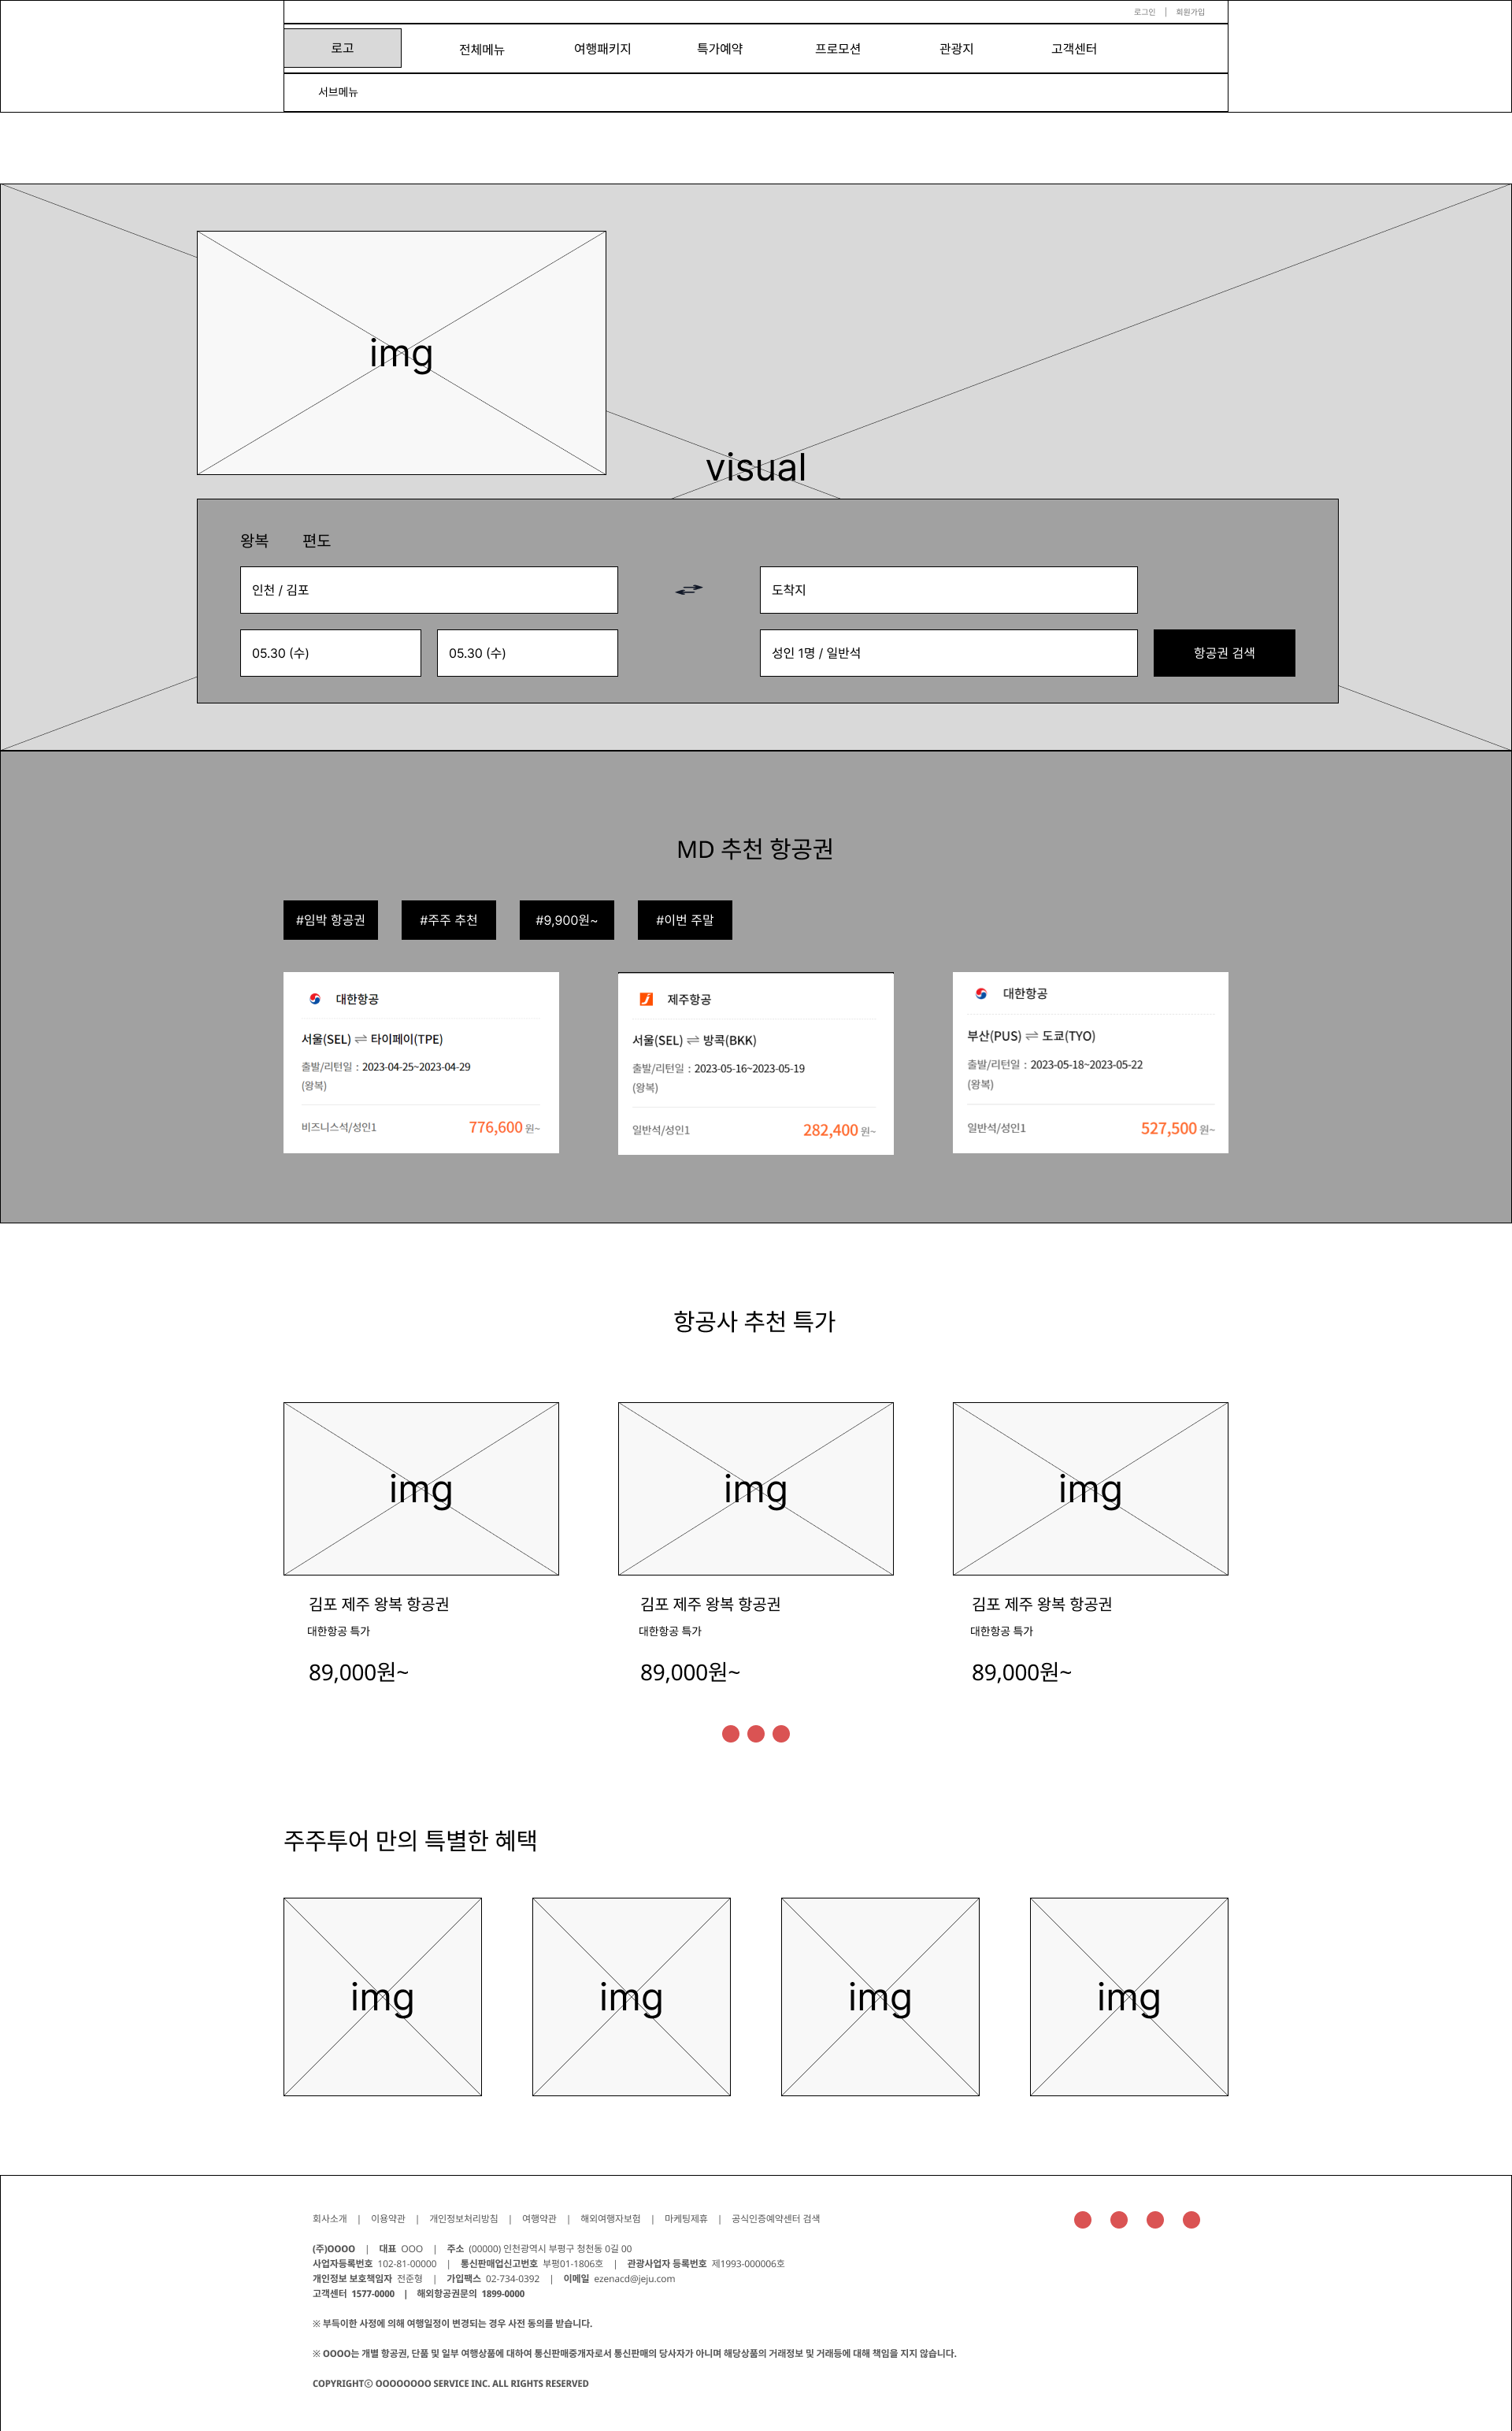 로그인 | 회원가입
로고 전체메뉴 여행패키지 특가예약 프로모션 관광지 고객센터
서브메뉴
img
visual
왕복 편도
인천 / 김포 도착지
05.30 (수) 05.30 (수) 성인 1명 / 일반석 항공권 검색
MD 추천 항공권
#임박 항공권 #주주 추천 #9,900원~ #이번 주말
대한항공
서울(SEL) ⇌ 타이페이(TPE)
출발/리턴일 : 2023-04-25~2023-04-29
(왕복)
비즈니스석/성인1 776,600 원~
제주항공
서울(SEL) ⇌ 방콕(BKK)
출발/리턴일 : 2023-05-16~2023-05-19
(왕복)
일반석/성인1 282,400 원~
대한항공
부산(PUS) ⇌ 도쿄(TYO)
출발/리턴일 : 2023-05-18~2023-05-22
(왕복)
일반석/성인1 527,500 원~
항공사 추천 특가
img img img
김포 제주 왕복 항공권 김포 제주 왕복 항공권 김포 제주 왕복 항공권
대한항공 특가 대한항공 특가 대한항공 특가
89,000원~ 89,000원~ 89,000원~
주주투어 만의 특별한 혜택
img img img img
회사소개 | 이용약관 | 개인정보처리방침 | 여행약관 | 해외여행자보험 | 마케팅제휴 | 공식인증예약센터 검색
(주)OOOO | 대표 OOO | 주소 (00000) 인천광역시 부평구 청천동 0길 00
사업자등록번호 102-81-00000 | 통신판매업신고번호 부평01-1806호 | 관광사업자 등록번호 제1993-000006호
개인정보 보호책임자 전준형 | 가입팩스 02-734-0392 | 이메일 ezenacd@jeju.com
고객센터 1577-0000 | 해외항공권문의 1899-0000
※ 부득이한 사정에 의해 여행일정이 변경되는 경우 사전 동의를 받습니다.
※ OOOO는 개별 항공권, 단품 및 일부 여행상품에 대하여 통신판매중개자로서 통신판매의 당사자가 아니며 해당상품의 거래정보 및 거래등에 대해 책임을 지지 않습니다.
COPYRIGHTⓒ OOOOOOOO SERVICE INC. ALL RIGHTS RESERVED